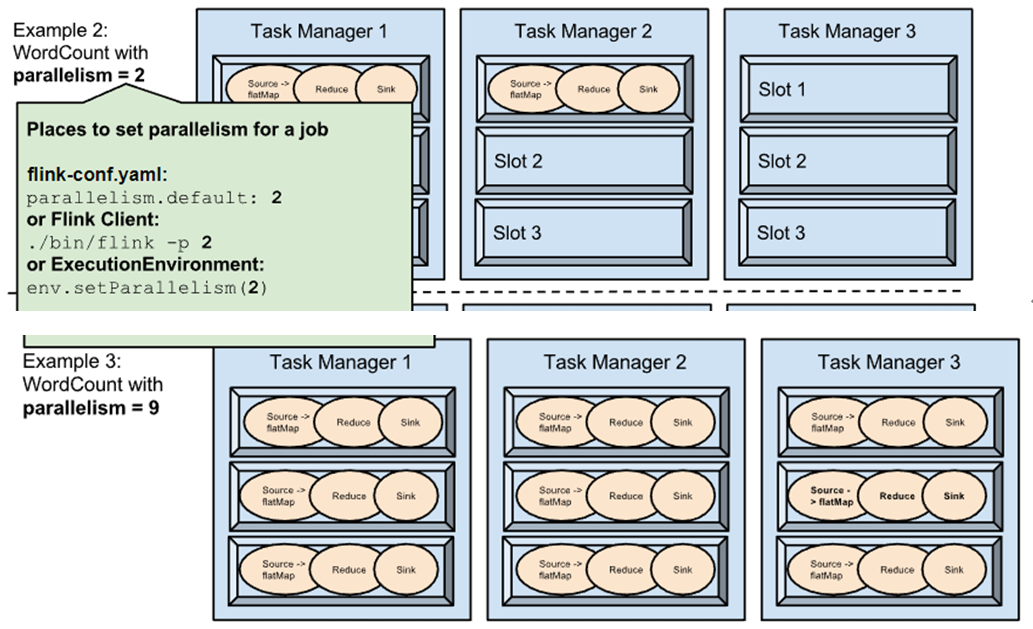 Example 2:
WordCount with
parallelism = 2
Places to set parallelism for a job
flink-conf.yaml:
parallelism.default: 2
or Flink Client:
./bin/flink -p 2
or ExecutionEnvironment:
env.setParallelism(2)
Task Manager 1
Source ->
flatMap
Reduce
Sink
Task Manager 2
Source ->
flatMap
Reduce
Sink
Slot 2
Slot 3
Task Manager 3
Slot 1
Slot 2
Slot 3
Example 3:
WordCount with
parallelism = 9
Task Manager 1
Source ->
flatMap
Reduce
Sink
Source ->
flatMap
Reduce
Sink
Source ->
flatMap
Reduce
Sink
Task Manager 2
Source ->
flatMap
Reduce
Sink
Source ->
flatMap
Reduce
Sink
Source ->
flatMap
Reduce
Sink
Task Manager 3
Source ->
flatMap
Reduce
Sink
Source -
> flatMap
Reduce
Sink
Source ->
flatMap
Reduce
Sink